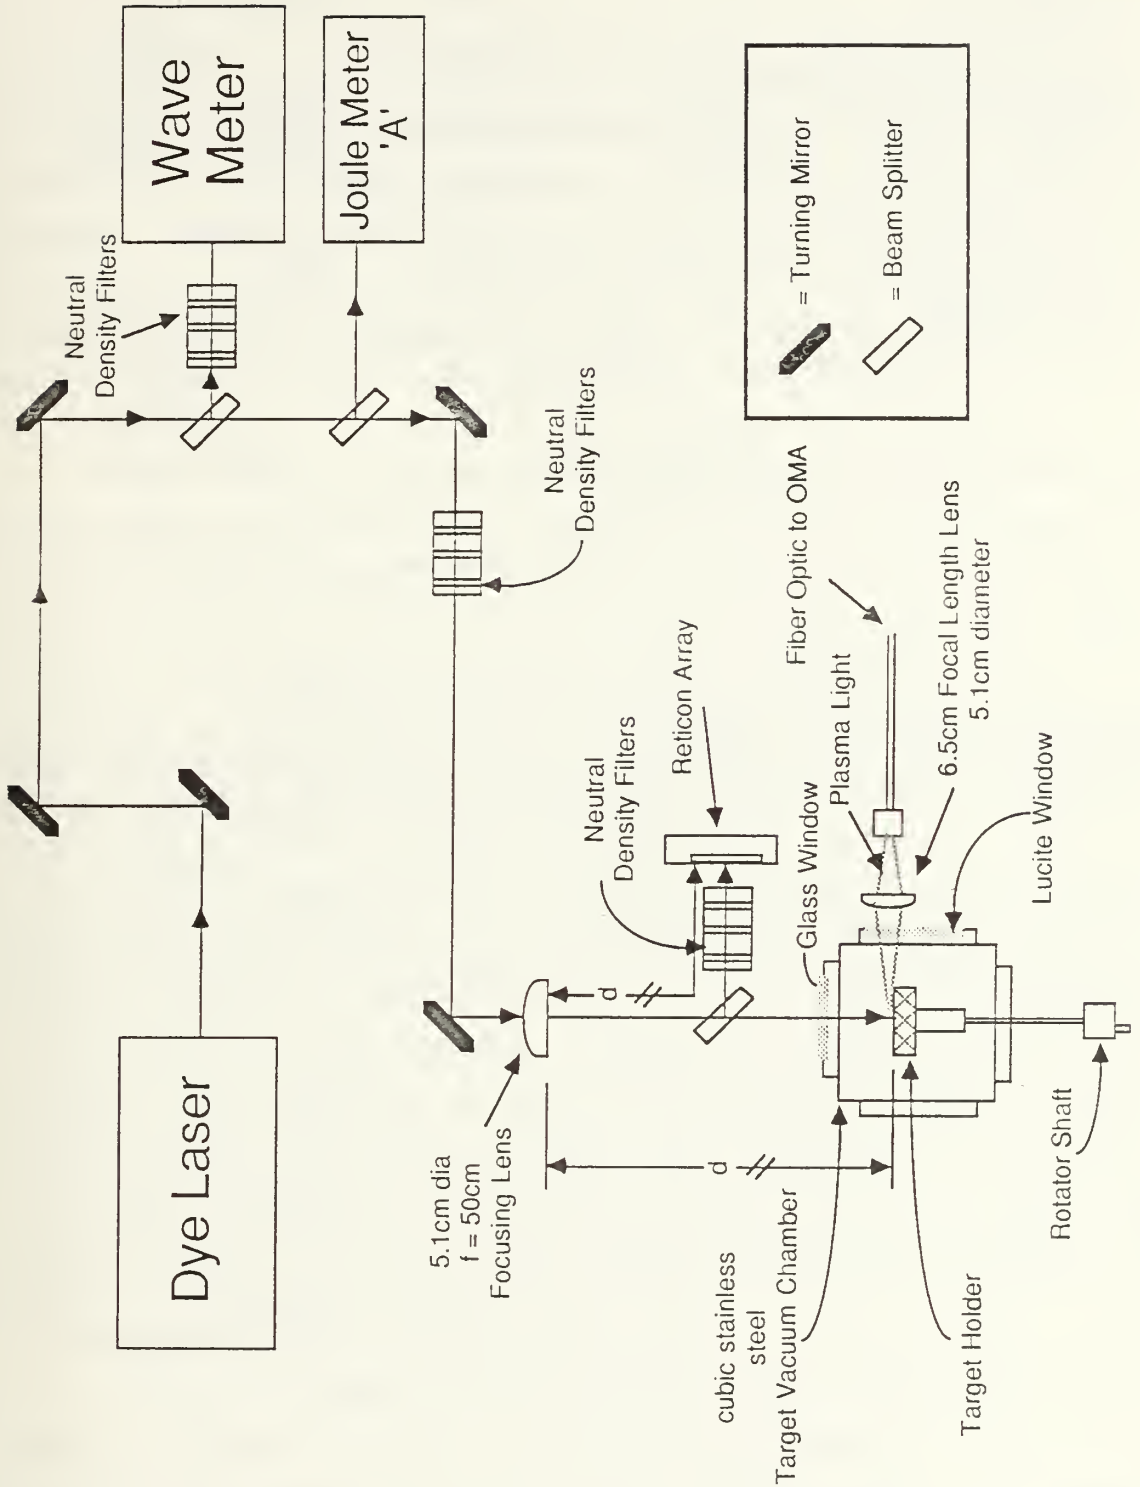 Dye Laser
Wave
Meter
Joule Meter
'A'
Neutral
Density Filters
Neutral
Density Filters
= Turning Mirror
= Beam Splitter
5.1cm dia
f = 50cm
Focusing Lens
d
Neutral
Density Filters
Reticon Array
d
cubic stainless
steel
Target Vacuum Chamber
Glass Window
Plasma Light
Fiber Optic to OMA
6.5cm Focal Length Lens
5.1cm diameter
Lucite Window
Target Holder
Rotator Shaft